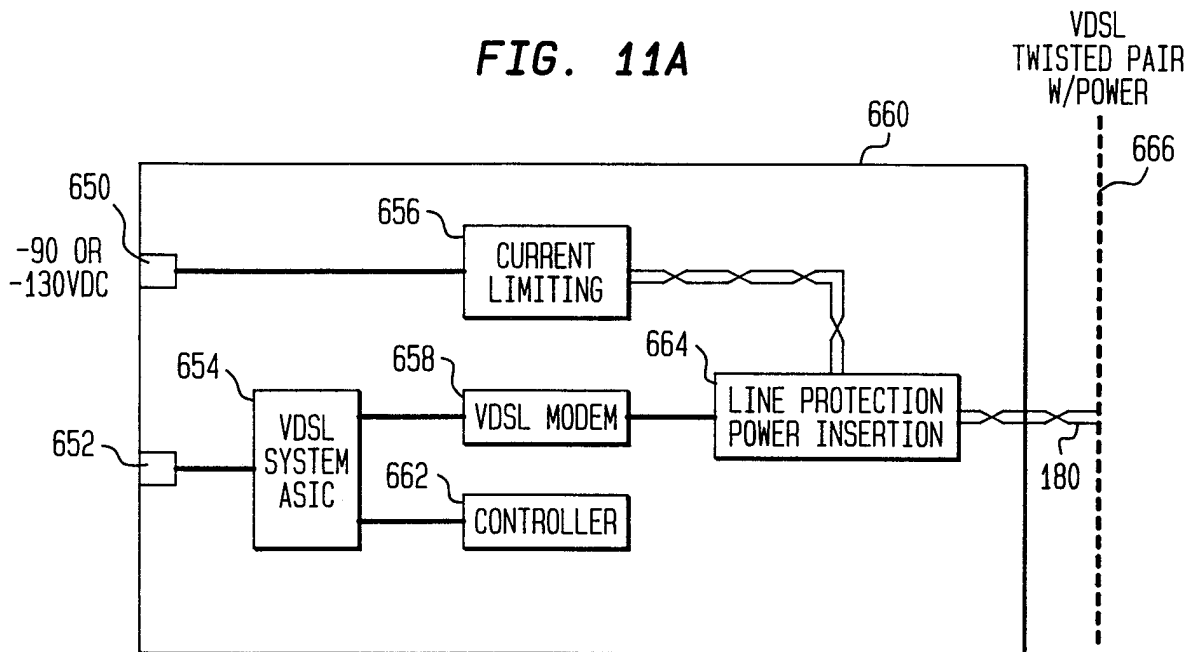 FIG. 11A
VDSL
TWISTED PAIR
W/POWER
660
666
650
-90 OR
-130VDC
656
CURRENT
LIMITING
654
VDSL
SYSTEM
ASIC
658
VDSL MODEM
664
LINE PROTECTION
POWER INSERTION
652
662
CONTROLLER
180